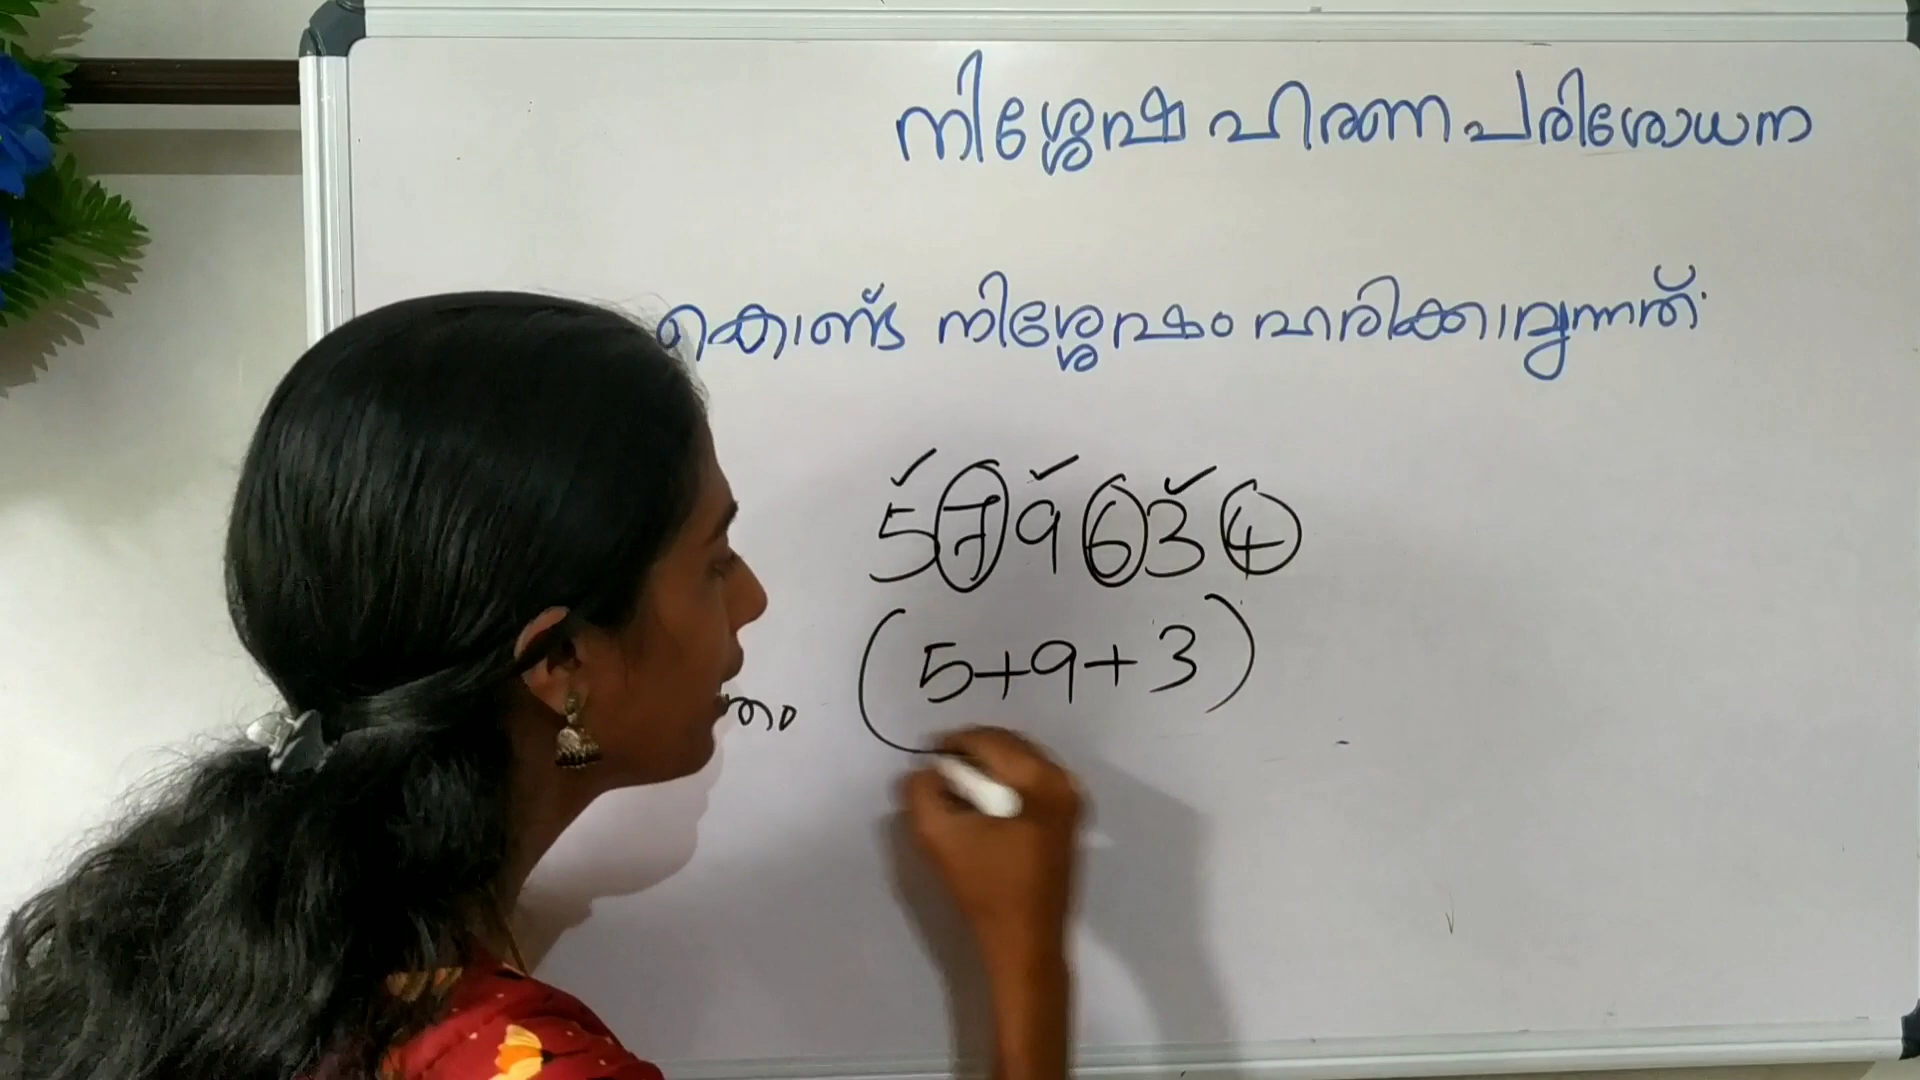 നിശ്ശേഷ ഹരണ പരിശോധന
കൊണ്ട് നിശ്ശേഷം ഹരിക്കാവുന്നത്
579634
(5+9+3)